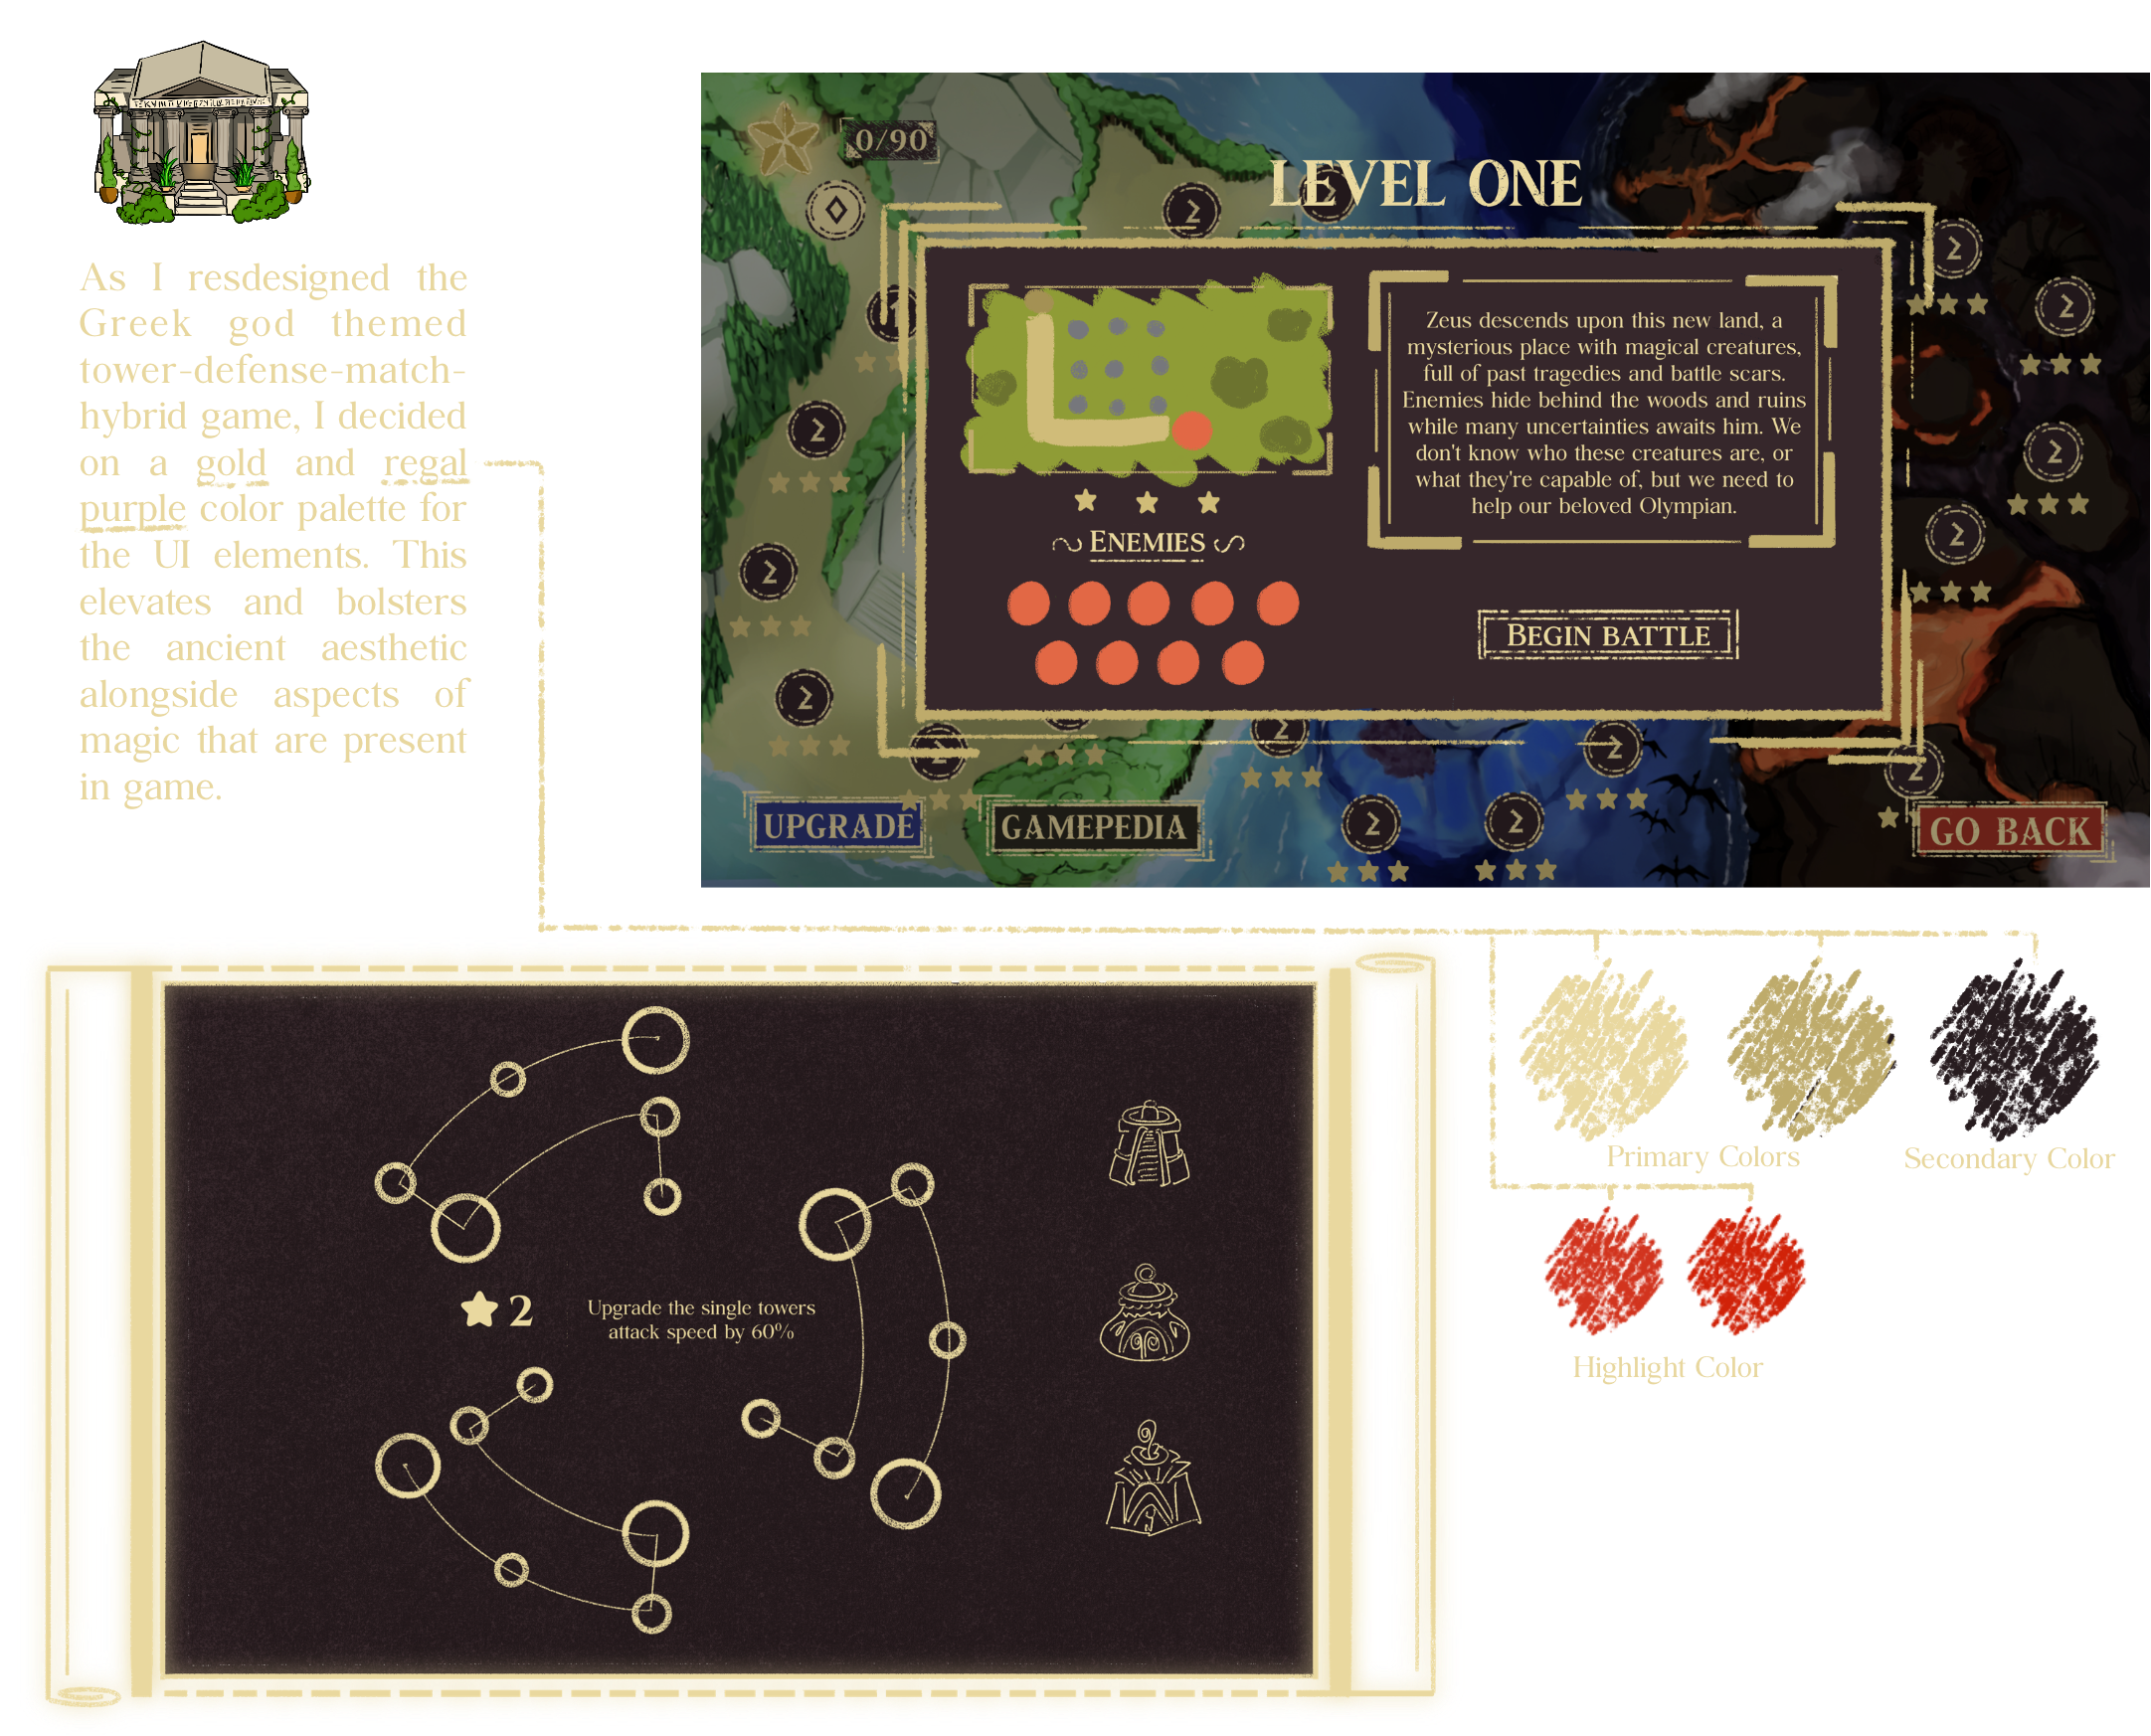 As I resdesigned the
Greek god themed
tower-defense-match-
hybrid game, I decided
on a gold and regal
purple color palette for
the UI elements. This
elevates and bolsters
the ancient aesthetic
alongside aspects of
magic that are present
in game.
0/90
LEVEL ONE
Zeus descends upon this new land, a
mysterious place with magical creatures,
full of past tragedies and battle scars.
Enemies hide behind the woods and ruins
while many uncertainties awaits him. We
don't know who these creatures are, or
what they're capable of, but we need to
help our beloved Olympian.
ENEMIES
BEGIN BATTLE
UPGRADE
GAMEPEDIA
GO BACK
Primary Colors
Secondary Color
Highlight Color
2
Upgrade the single towers
attack speed by 60%